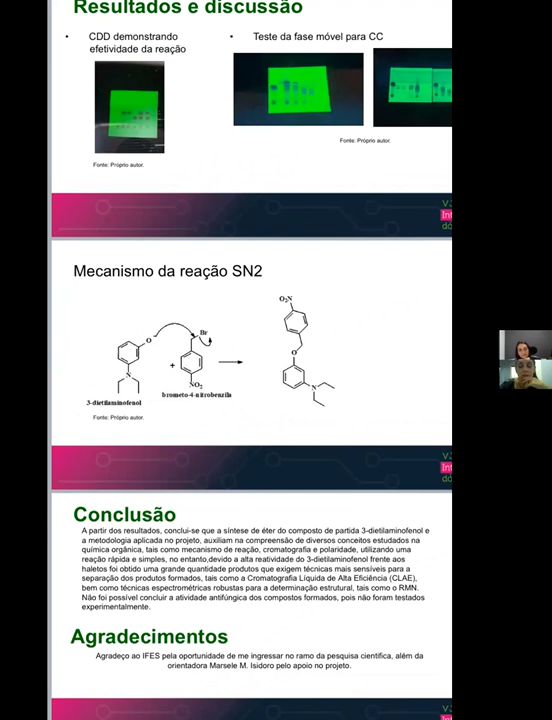 Resultados e discussão
• CDD demonstrando
efetividade da reação
• Teste da fase móvel para CC
Fonte: Próprio autor.
Fonte: Próprio autor.
V.
Int
dó
Mecanismo da reação SN2
O₂N
O
Br
+
N
NO₂
O
N
3-dietilaminofenol
brometo-4-nitrobenzila
Fonte: Próprio autor.
V.
Int
dó
Conclusão
A partir dos resultados, conclui-se que a síntese de éter do composto de partida 3-dietilaminofenol e
a metodologia aplicada no projeto, auxiliam na compreensão de diversos conceitos estudados na
química orgânica, tais como mecanismo de reação, cromatografia e polaridade, utilizando uma
reação rápida e simples, no entanto,devido a alta reatividade do 3-dietilaminofenol frente aos
haletos foi obtido uma grande quantidade produtos que exigem técnicas mais sensíveis para a
separação dos produtos formados, tais como a Cromatografia Líquida de Alta Eficiência (CLAE),
bem como técnicas espectrométricas robustas para a determinação estrutural, tais como o RMN.
Não foi possível concluir a atividade antifúngica dos compostos formados, pois não foram testados
experimentalmente.
Agradecimentos
Agradeço ao IFES pela oportunidade de me ingressar no ramo da pesquisa científica, além da
orientadora Marsele M. Isidoro pelo apoio no projeto.
V.